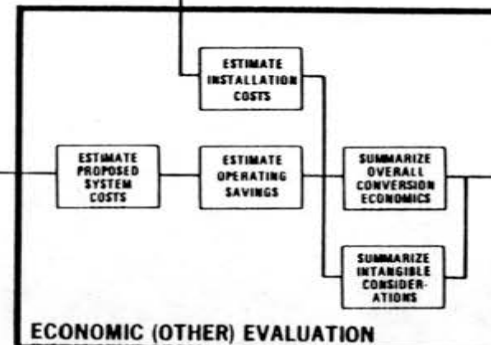 ESTIMATE
INSTALLATION
COSTS
ESTIMATE
PROPOSED
SYSTEM
COSTS
ESTIMATE
OPERATING
SAVINGS
SUMMARIZE
OVERALL
CONVERSION
ECONOMICS
SUMMARIZE
INTANGIBLE
CONSIDER-
ATIONS
ECONOMIC (OTHER) EVALUATION